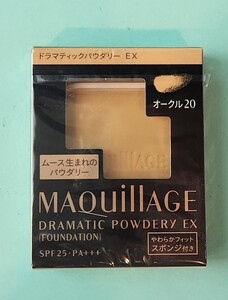 ドラマティックパウダリー EX
オークル20
ムース生まれの
パウダリー
MAQuillAGE
DRAMATIC POWDERY EX
[FOUNDATION]
SPF25・PA+++
やわらかフィット
スポンジ付き